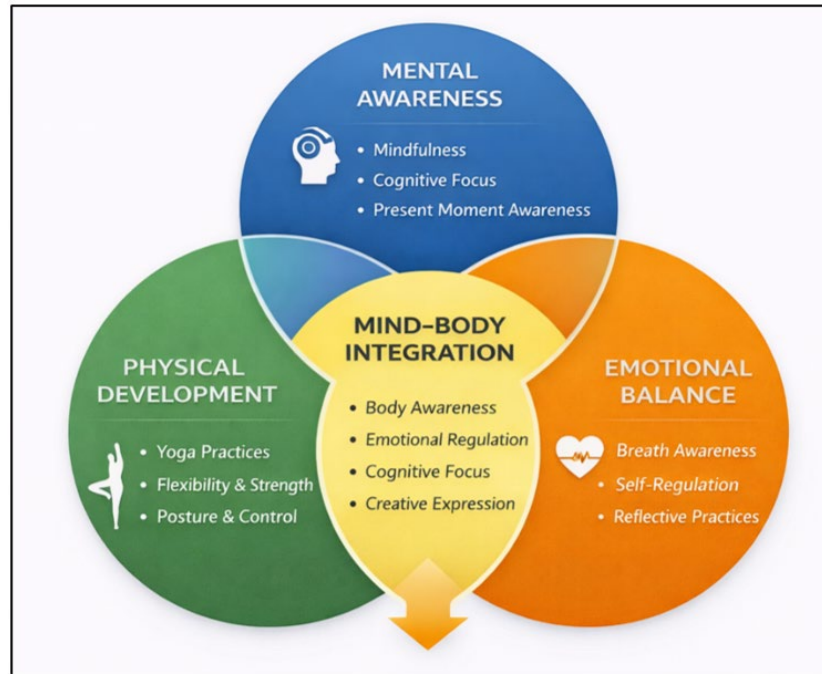 MENTAL
AWARENESS
• Mindfulness
• Cognitive Focus
• Present Moment Awareness
PHYSICAL
DEVELOPMENT
• Yoga Practices
• Flexibility & Strength
• Posture & Control
MIND–BODY
INTEGRATION
• Body Awareness
• Emotional Regulation
• Cognitive Focus
• Creative Expression
EMOTIONAL
BALANCE
• Breath Awareness
• Self-Regulation
• Reflective Practices